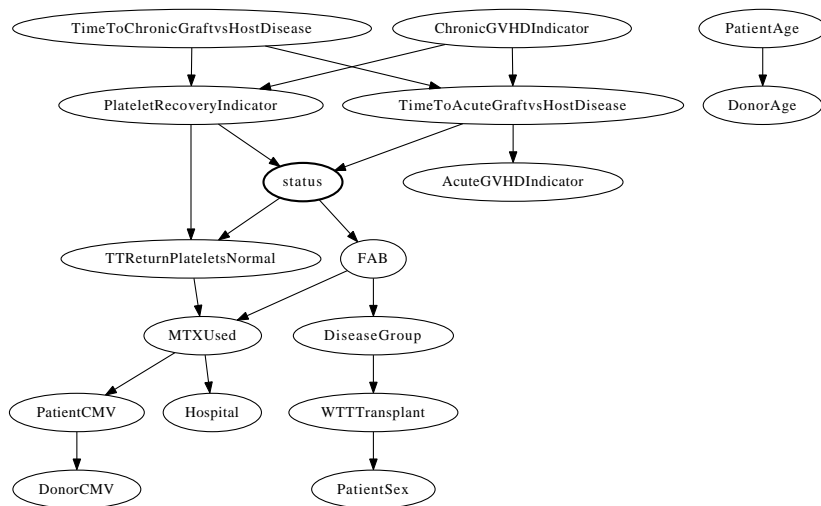 TimeToChronicGraftvsHostDisease
ChronicGVHDIndicator
PatientAge
PlateletRecoveryIndicator
TimeToAcuteGraftvsHostDisease
DonorAge
status
AcuteGVHDIndicator
TTReturnPlateletsNormal
FAB
MTXUsed
DiseaseGroup
PatientCMV
Hospital
WTTTransplant
DonorCMV
PatientSex